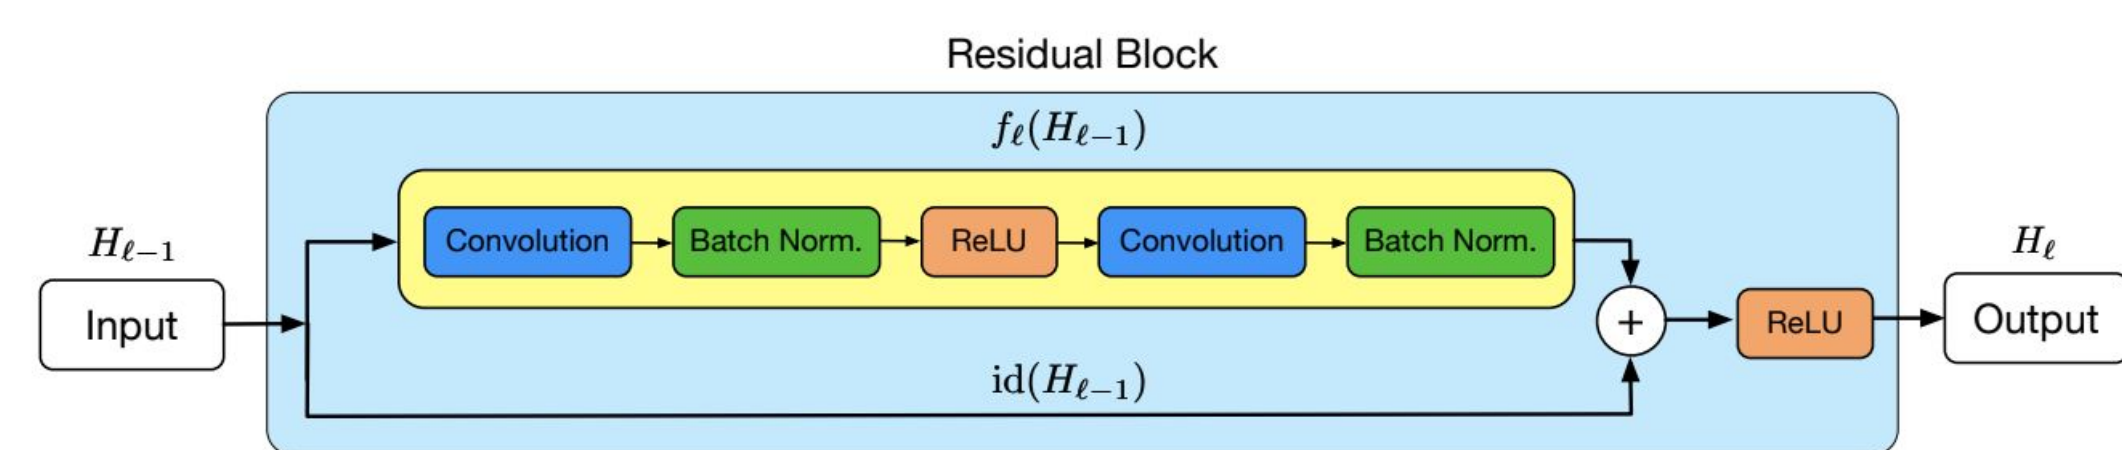 Residual Block
fℓ(Hℓ−1)
Convolution Batch Norm. ReLU Convolution Batch Norm.
Hℓ−1
Input
+
ReLU
Hℓ
Output
id(Hℓ−1)